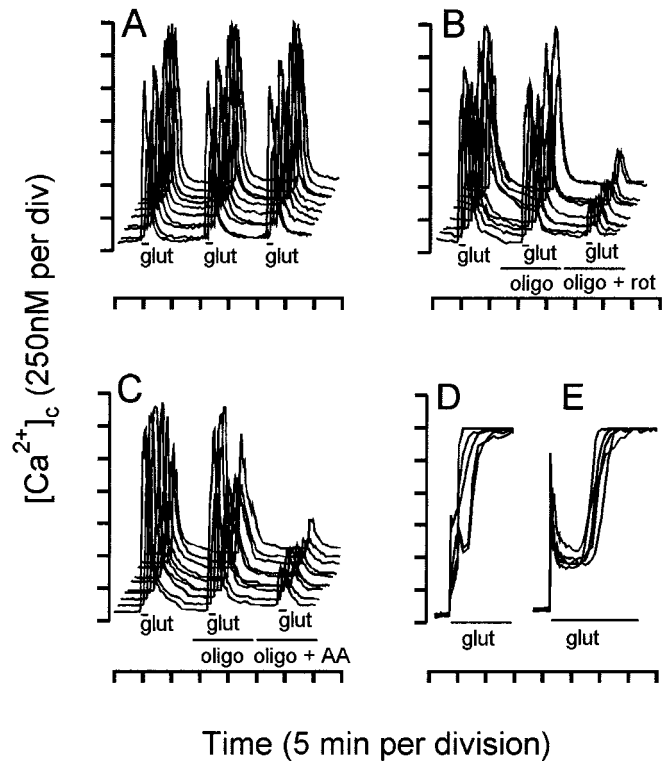 A
B
glut glut glut
glut glut glut
oligo oligo + rot
[Ca²⁺]c (250nM per div)
C
D E
glut glut glut
oligo oligo + AA
glut
glut
Time (5 min per division)